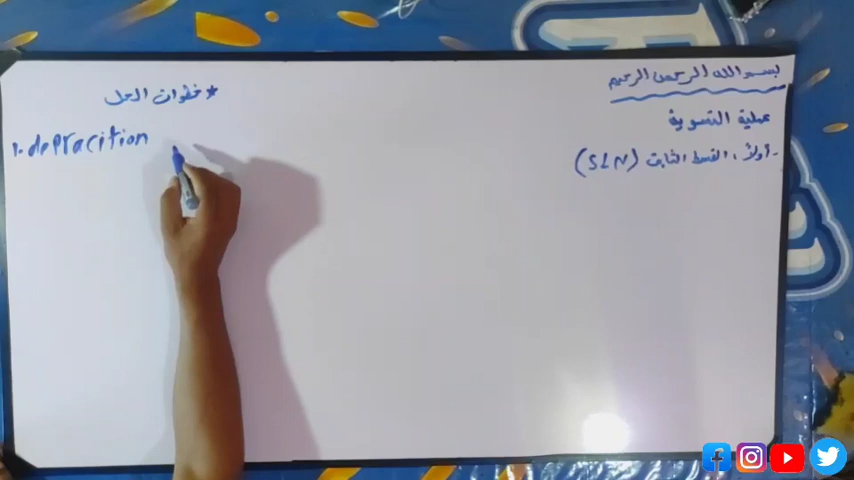 بسم الله الرحمن الرحيم
عملية التسوية
- أولاً: القسط الثابت (SLN)
* خطوات الحل
1. depracition